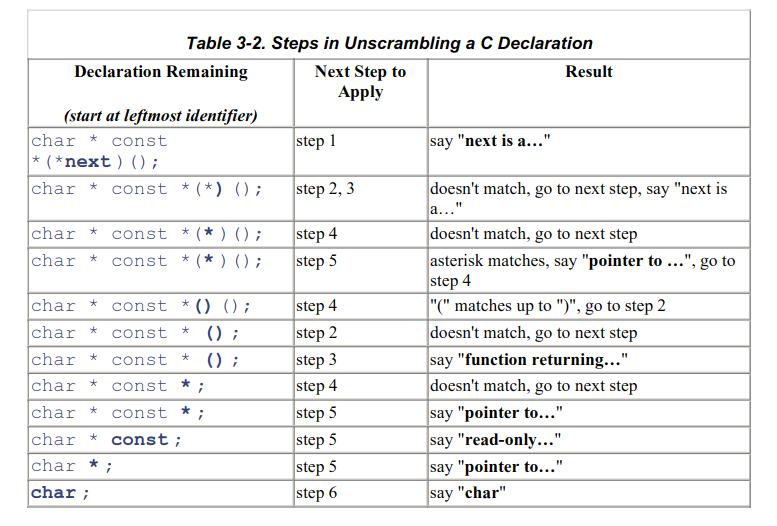 Table 3-2. Steps in Unscrambling a C Declaration
Declaration Remaining
(start at leftmost identifier)
Next Step to
Apply
Result
char * const
*(*next)();
step 1
say "next is a…"
char * const *(*) ();
step 2, 3
doesn't match, go to next step, say "next is
a…"
char * const *(*)();
step 4
doesn't match, go to next step
char * const *(*)();
step 5
asterisk matches, say "pointer to …", go to
step 4
char * const *() ();
step 4
"(" matches up to ")", go to step 2
char * const * () ;
step 2
doesn't match, go to next step
char * const * () ;
step 3
say "function returning…"
char * const * ;
step 4
doesn't match, go to next step
char * const * ;
step 5
say "pointer to…"
char * const ;
step 5
say "read-only…"
char * ;
step 5
say "pointer to…"
char ;
step 6
say "char"